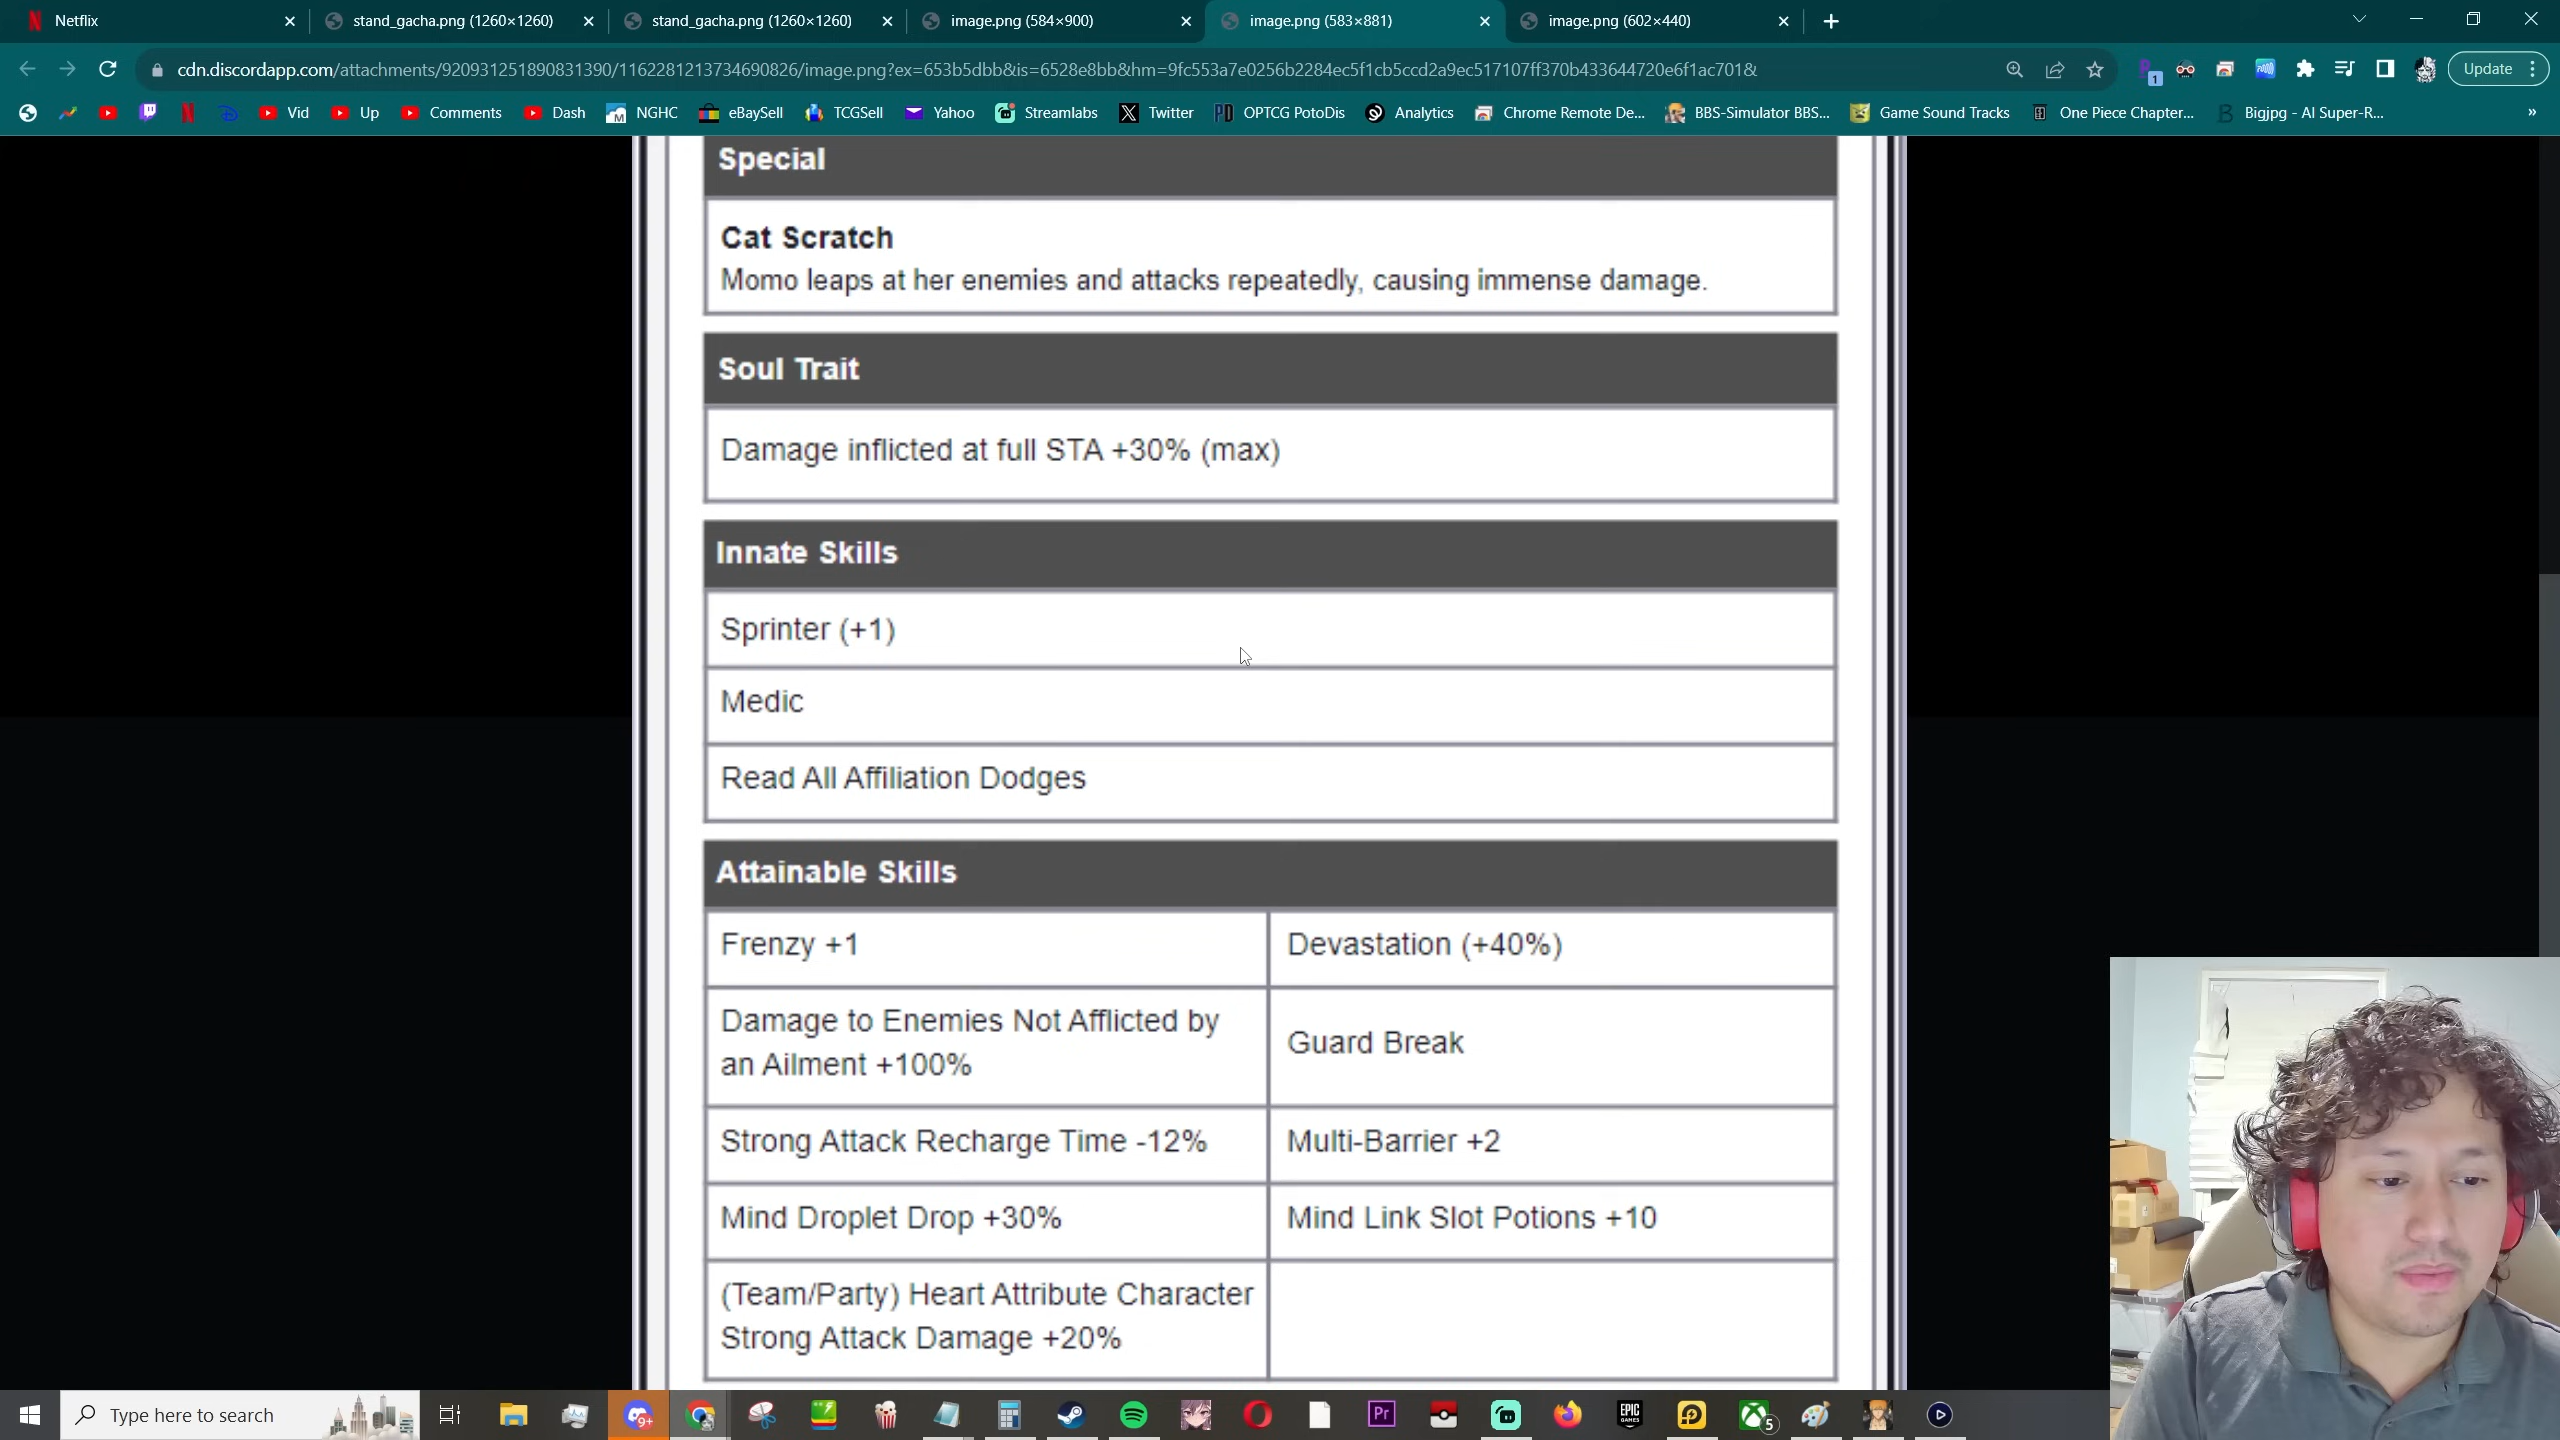 Netflix
stand_gacha.png (1260×1260)
stand_gacha.png (1260×1260)
image.png (584×900)
image.png (583×881)
image.png (602×440)
cdn.discordapp.com/attachments/920931251890831390/1162281213734690826/image.png?ex=653b5dbb&is=6528e8bb&hm=9fc553a7e0256b2284ec5f1cb5ccd2a9ec517107ff370b433644720e6f1ac701&
1
Update
Vid
Up
Comments
Dash
NGHC
eBaySell
TCGSell
Yahoo
Streamlabs
Twitter
OPTCG PotoDis
Analytics
Chrome Remote De...
BBS-Simulator BBS...
Game Sound Tracks
One Piece Chapter...
Bigjpg - AI Super-R...
»
Special
Cat Scratch
Momo leaps at her enemies and attacks repeatedly, causing immense damage.
Soul Trait
Damage inflicted at full STA +30% (max)
Innate Skills
Sprinter (+1)
Medic
Read All Affiliation Dodges
Attainable Skills
Frenzy +1
Devastation (+40%)
Damage to Enemies Not Afflicted by
an Ailment +100%
Guard Break
Strong Attack Recharge Time -12%
Multi-Barrier +2
Mind Droplet Drop +30%
Mind Link Slot Potions +10
(Team/Party) Heart Attribute Character
Strong Attack Damage +20%
Type here to search
9+
Pr
EPIC
GAMES
5